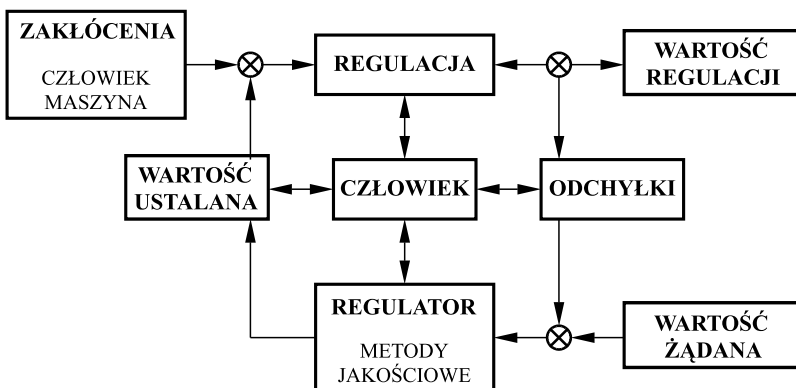 ZAKŁÓCENIA
CZŁOWIEK
MASZYNA
REGULACJA
WARTOŚĆ
REGULACJI
WARTOŚĆ
USTALANA
CZŁOWIEK
ODCHYŁKI
REGULATOR
METODY
JAKOŚCIOWE
WARTOŚĆ
ŻĄDANA